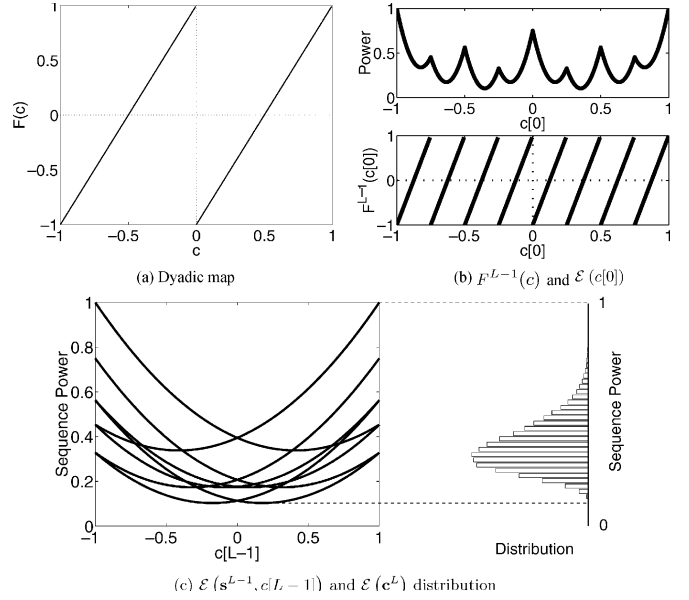 1
0.5
0
−0.5
−1
F(c)
−1 −0.5 0 0.5 1
c
(a) Dyadic map
1
0.5
0
Power
−1 −0.5 0 0.5 1
c[0]
1
0
−1
F^{L−1}(c[0])
−1 −0.5 0 0.5 1
c[0]
(b) F^{L−1}(c) and ℰ (c[0])
1
0.8
0.6
0.4
0.2
0
Sequence Power
−1 −0.5 0 0.5 1
c[L−1]
1
0
Sequence Power
Distribution
(c) ℰ (s^{L−1}, c[L − 1]) and ℰ (c^L) distribution